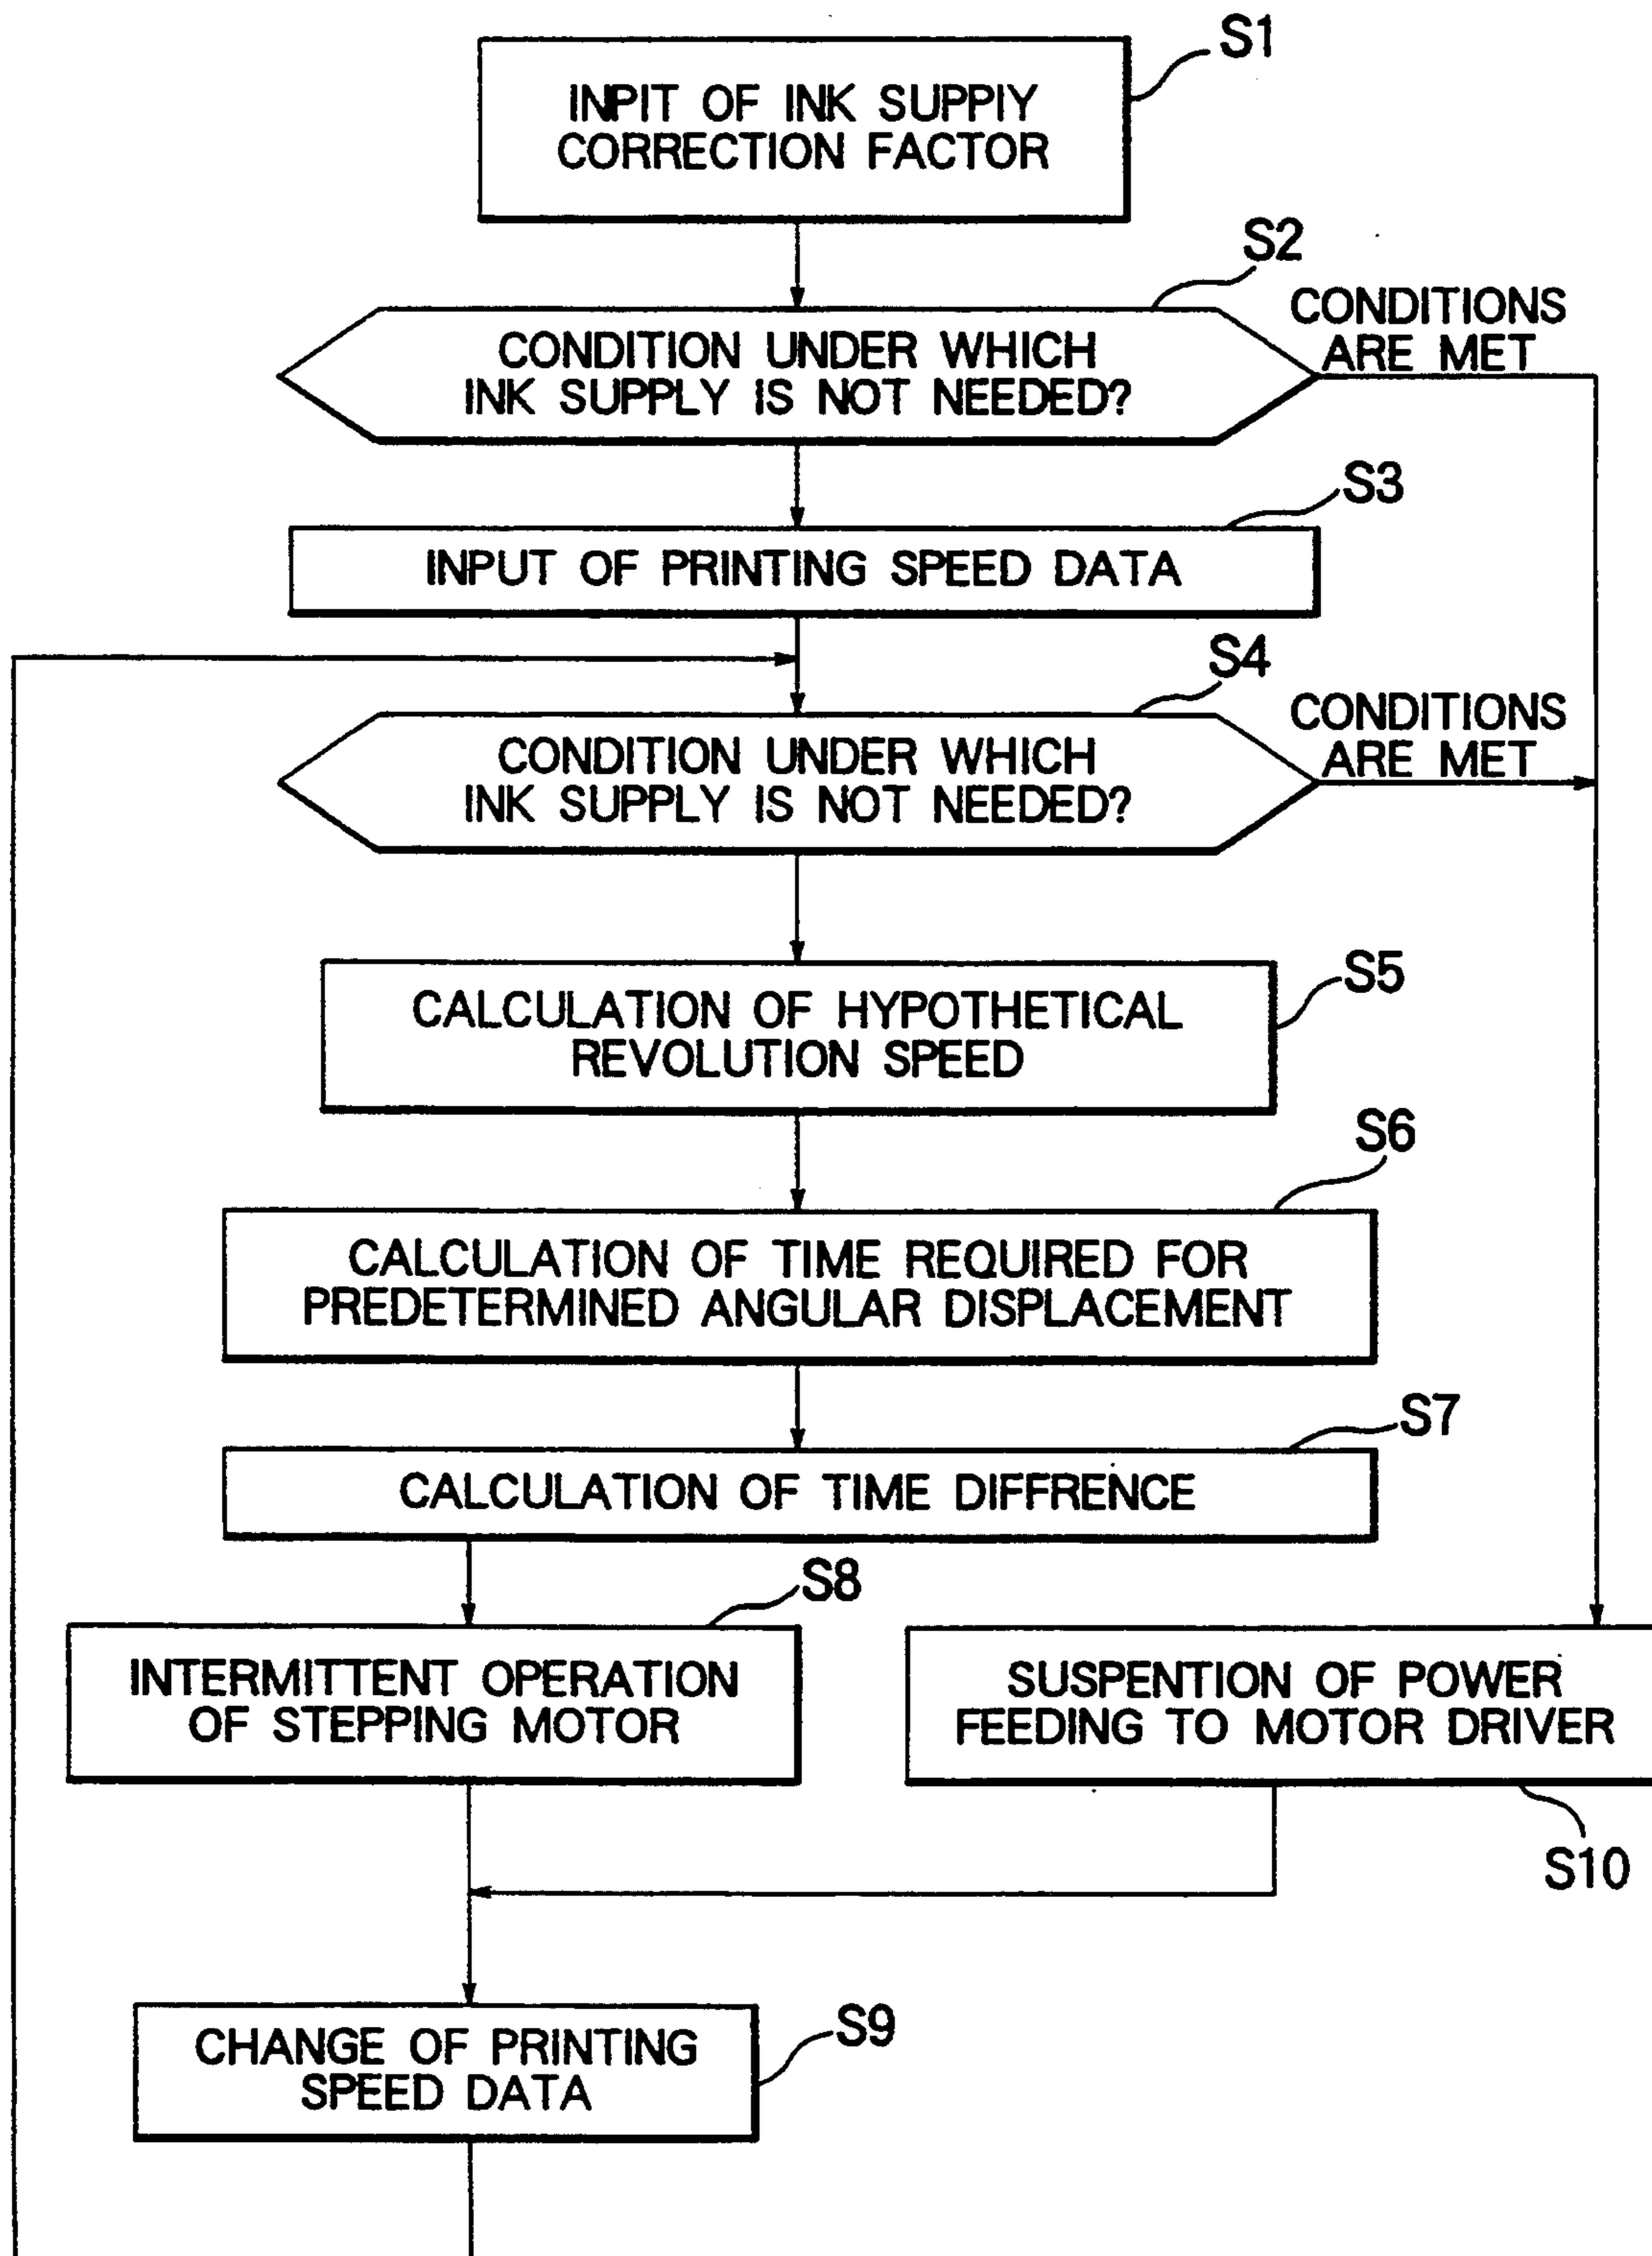 S1
INPIT OF INK SUPPIY
CORRECTION FACTOR
S2
CONDITION UNDER WHICH
INK SUPPLY IS NOT NEEDED?
CONDITIONS
ARE MET
S3
INPUT OF PRINTING SPEED DATA
S4
CONDITION UNDER WHICH
INK SUPPLY IS NOT NEEDED?
CONDITIONS
ARE MET
S5
CALCULATION OF HYPOTHETICAL
REVOLUTION SPEED
S6
CALCULATION OF TIME REQUIRED FOR
PREDETERMINED ANGULAR DISPLACEMENT
S7
CALCULATION OF TIME DIFFRENCE
S8
INTERMITTENT OPERATION
OF STEPPING MOTOR
SUSPENTION OF POWER
FEEDING TO MOTOR DRIVER
S10
S9
CHANGE OF PRINTING
SPEED DATA